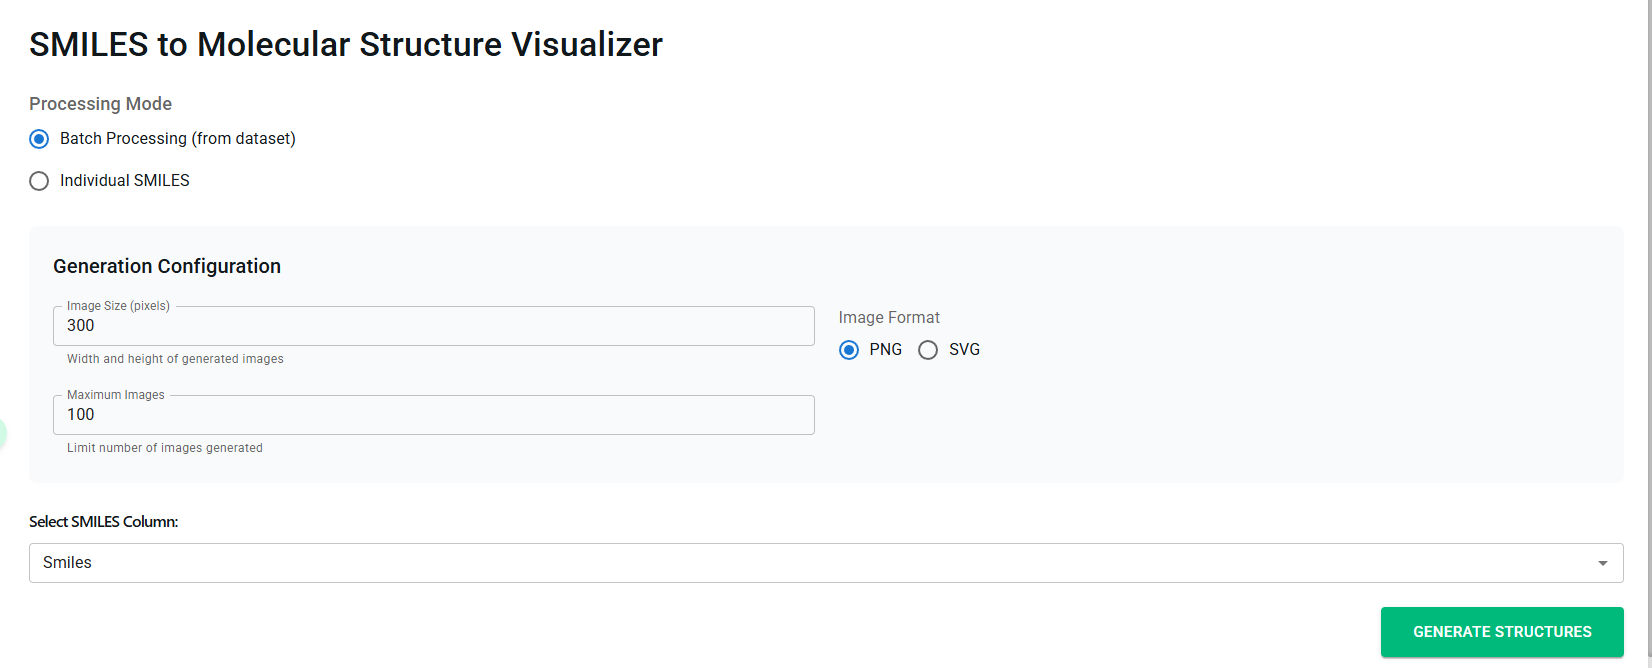 SMILES to Molecular Structure Visualizer
Processing Mode
Batch Processing (from dataset)
Individual SMILES
Generation Configuration
Image Size (pixels)
300
Width and height of generated images
Image Format
PNG SVG
Maximum Images
100
Limit number of images generated
Select SMILES Column:
Smiles
GENERATE STRUCTURES